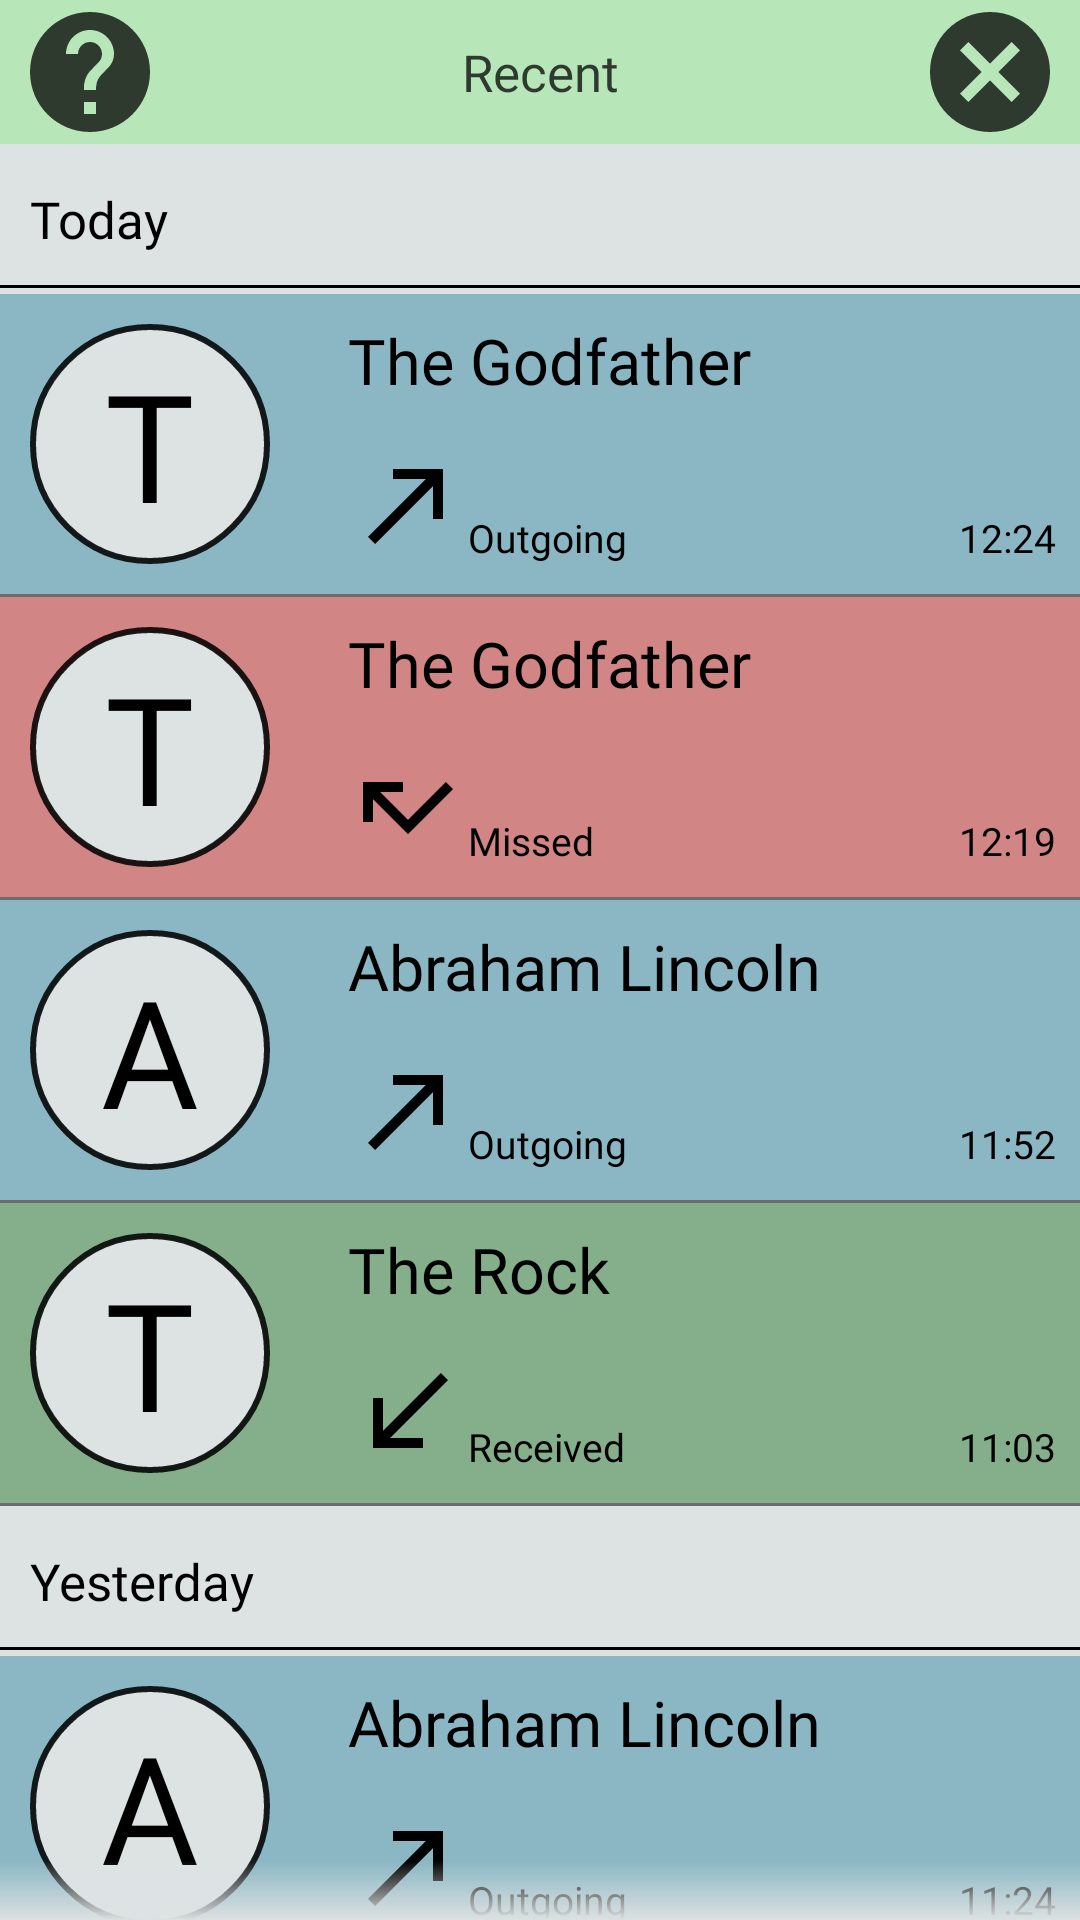 Recent
Today
T
The Godfather
Outgoing 12:24
T
The Godfather
Missed 12:19
A
Abraham Lincoln
Outgoing 11:52
T
The Rock
Received 11:03
Yesterday
A
Abraham Lincoln
Outgoing 11:24